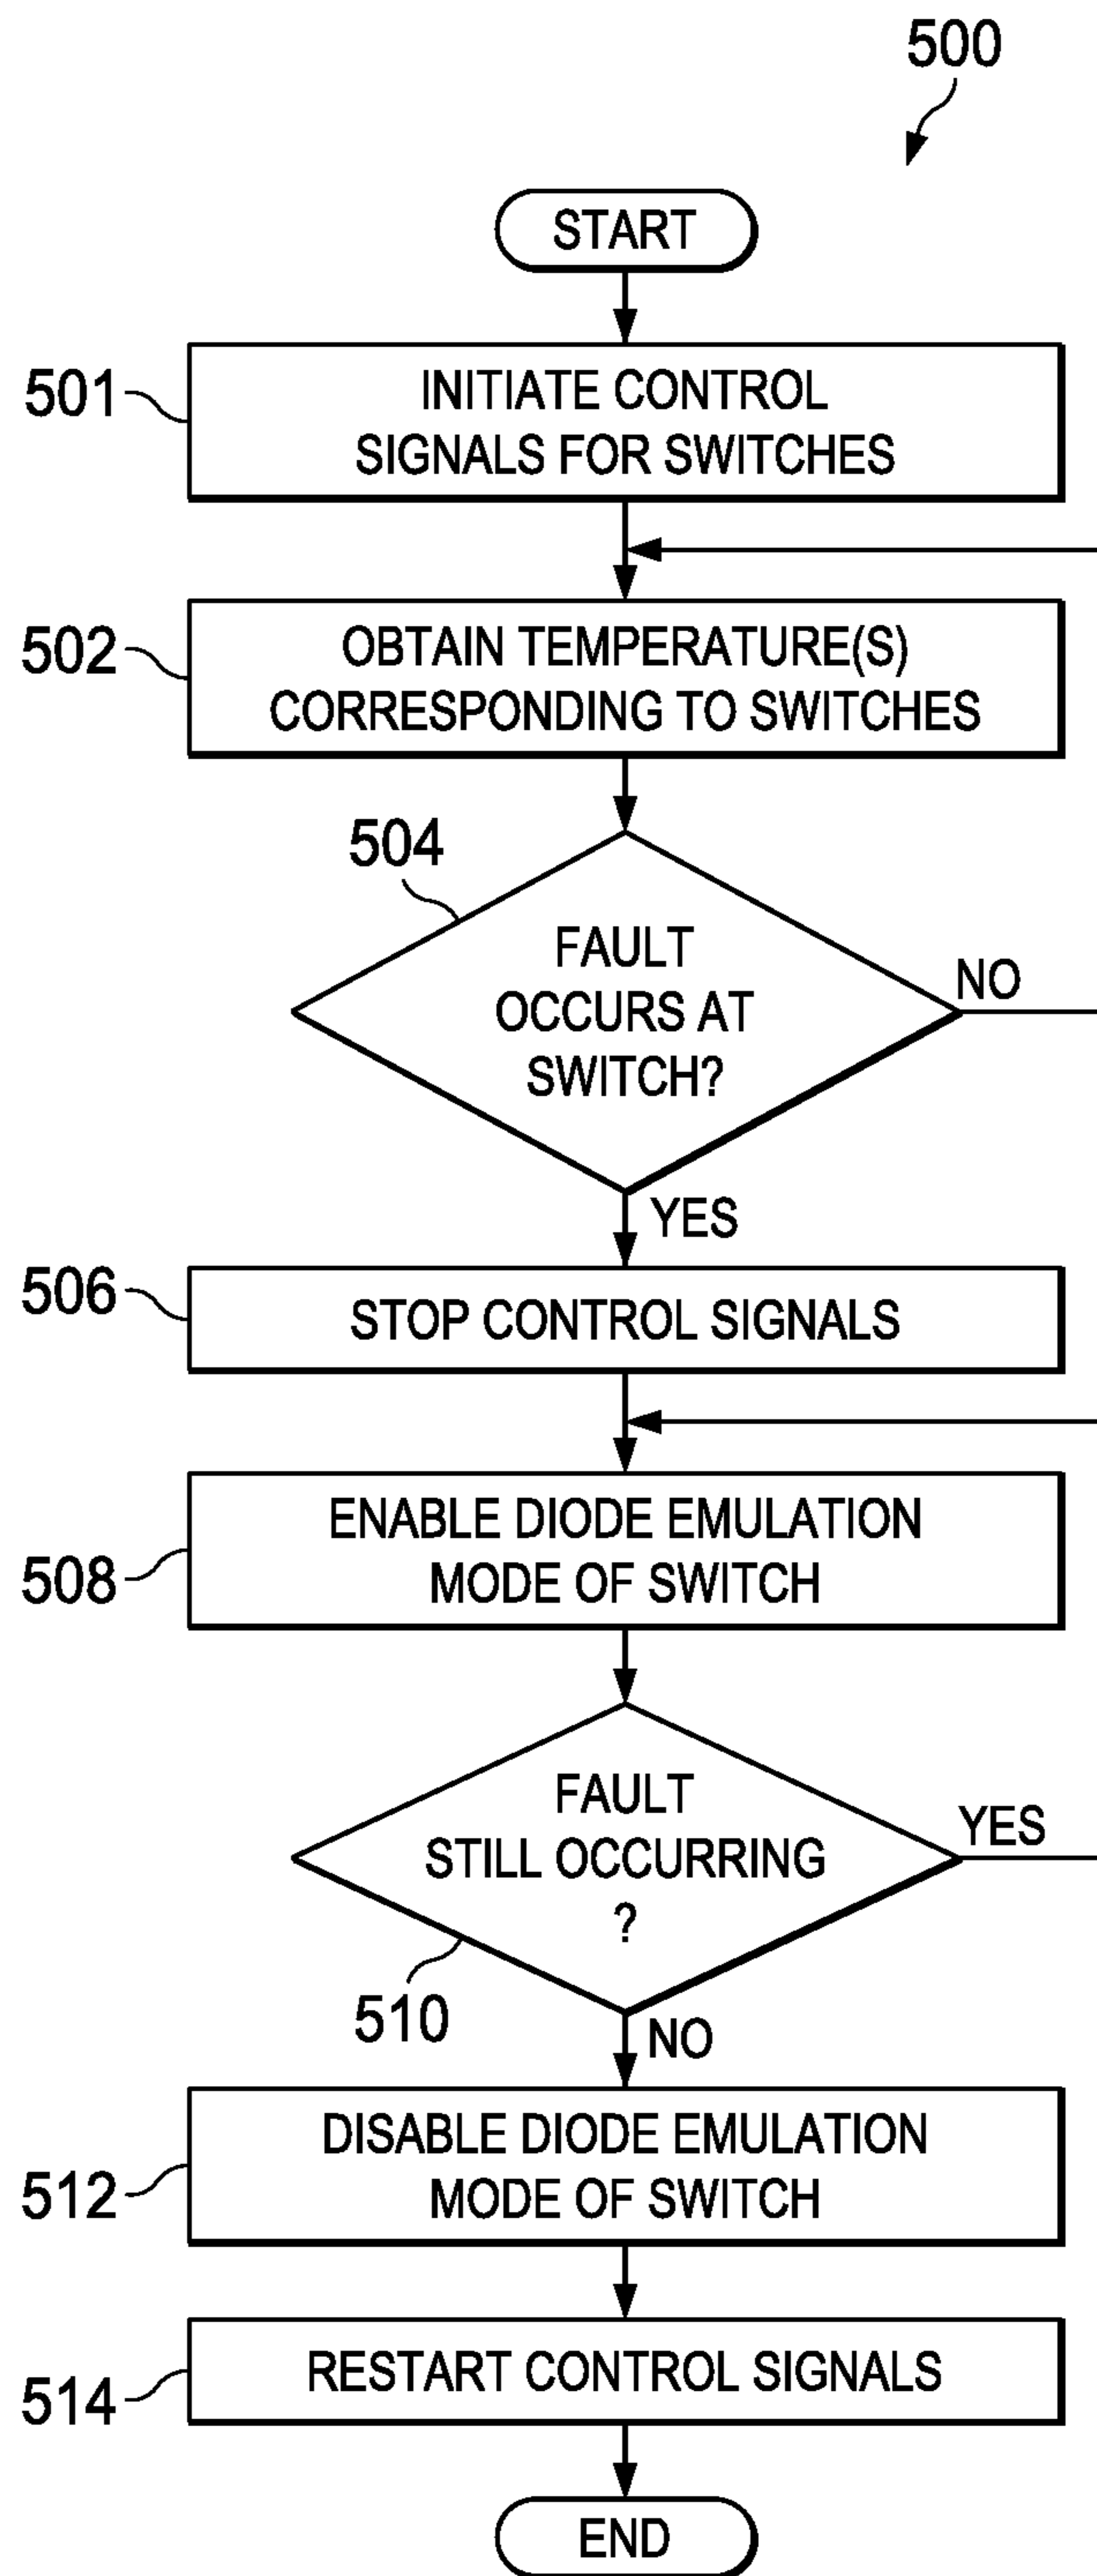 500
START
501
INITIATE CONTROL
SIGNALS FOR SWITCHES
502
OBTAIN TEMPERATURE(S)
CORRESPONDING TO SWITCHES
504
FAULT
OCCURS AT
SWITCH?
NO
YES
506
STOP CONTROL SIGNALS
508
ENABLE DIODE EMULATION
MODE OF SWITCH
FAULT
STILL OCCURRING
?
YES
510
NO
512
DISABLE DIODE EMULATION
MODE OF SWITCH
514
RESTART CONTROL SIGNALS
END